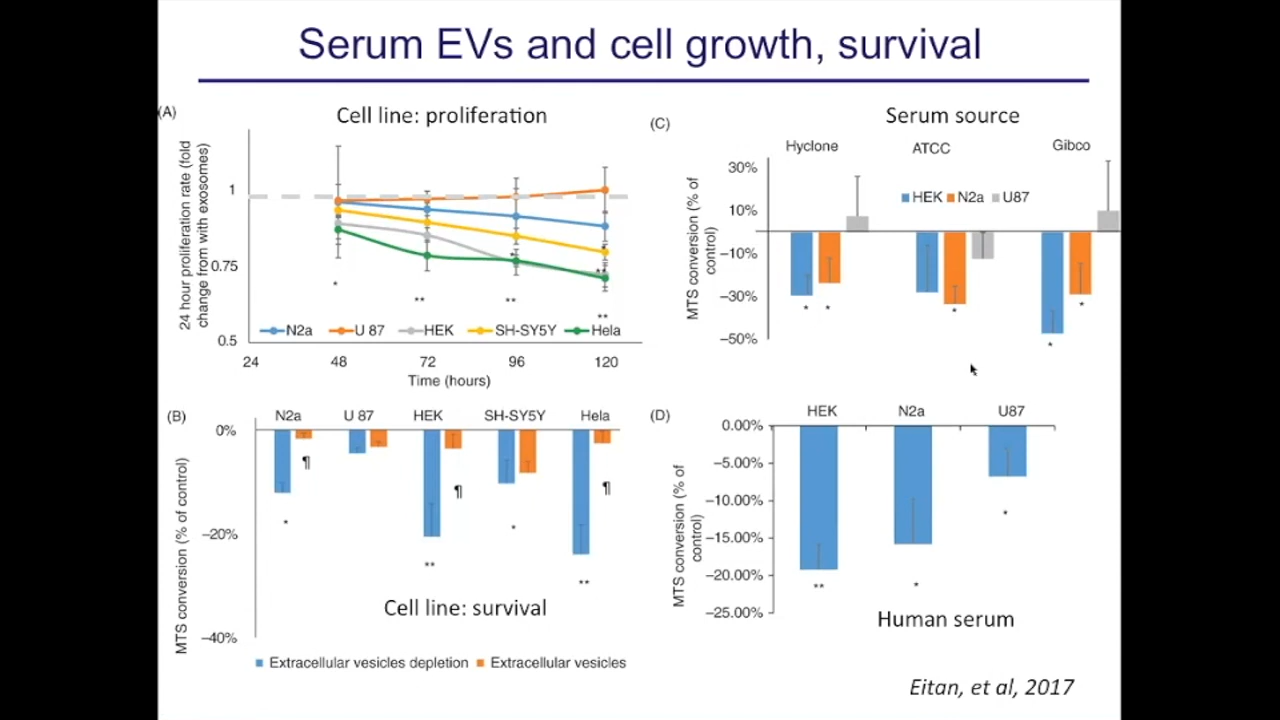 Serum EVs and cell growth, survival
(A)
Cell line: proliferation
24 hour proliferation rate (fold
change from with exosomes)
1
0.75
0.5
*
**
**
*
**
**
N2a U 87 HEK SH-SY5Y Hela
24 48 72 96 120
Time (hours)
(B)
N2a U 87 HEK SH-SY5Y Hela
MTS conversion (% of control)
0%
–20%
–40%
¶
¶
¶
*
*
**
**
Cell line: survival
Extracellular vesicles depletion Extracellular vesicles
(C)
Serum source
Hyclone ATCC Gibco
MTS conversion (% of
control)
30%
10%
–10%
–30%
–50%
HEK N2a U87
* * * *
*
(D)
HEK N2a U87
MTS conversion (% of
control)
0.00%
–5.00%
–10.00%
–15.00%
–20.00%
–25.00%
*
** *
Human serum
Eitan, et al, 2017